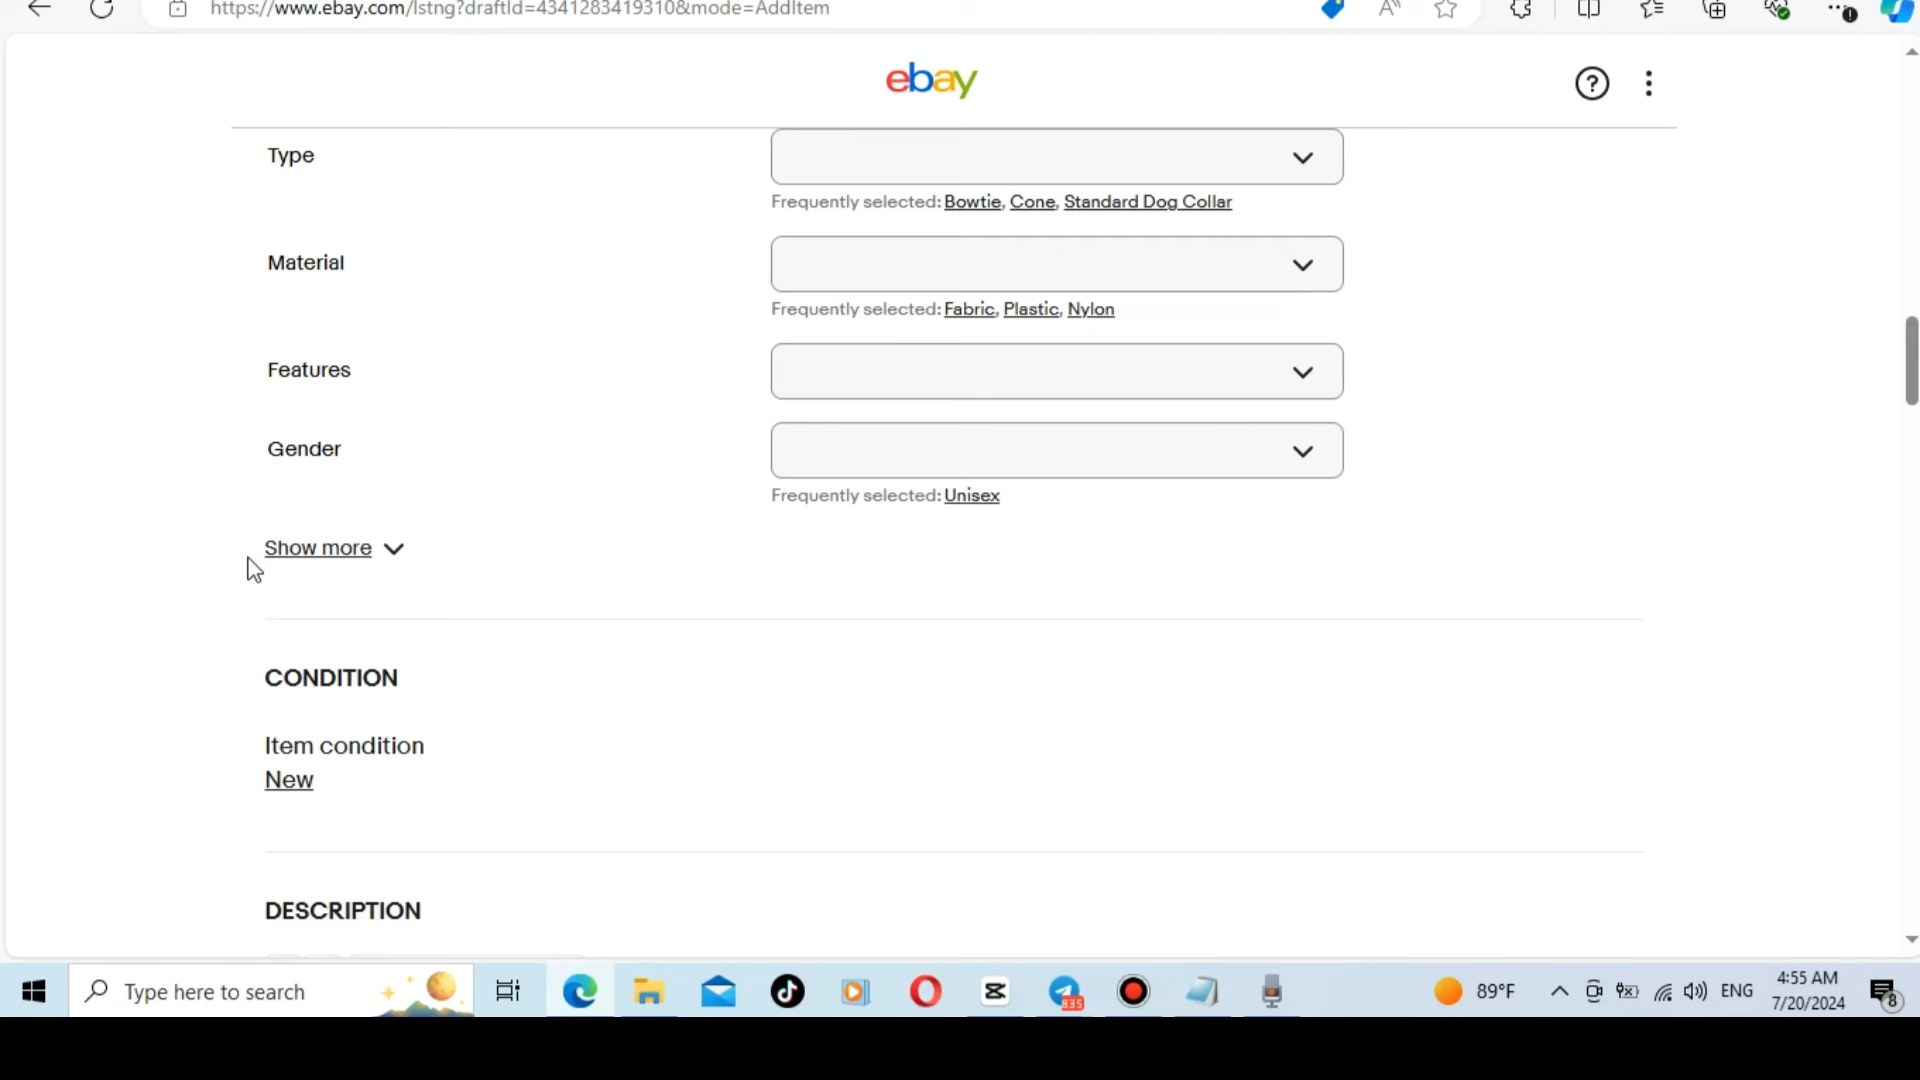 https://www.ebay.com/lstng?draftId=4341283419310&mode=AddItem
ebay
Type
Frequently selected: Bowtie, Cone, Standard Dog Collar
Material
Frequently selected: Fabric, Plastic, Nylon
Features
Gender
Frequently selected: Unisex
Show more
CONDITION
Item condition
New
DESCRIPTION
Type here to search
835
89°F
ENG
4:55 AM
7/20/2024
8